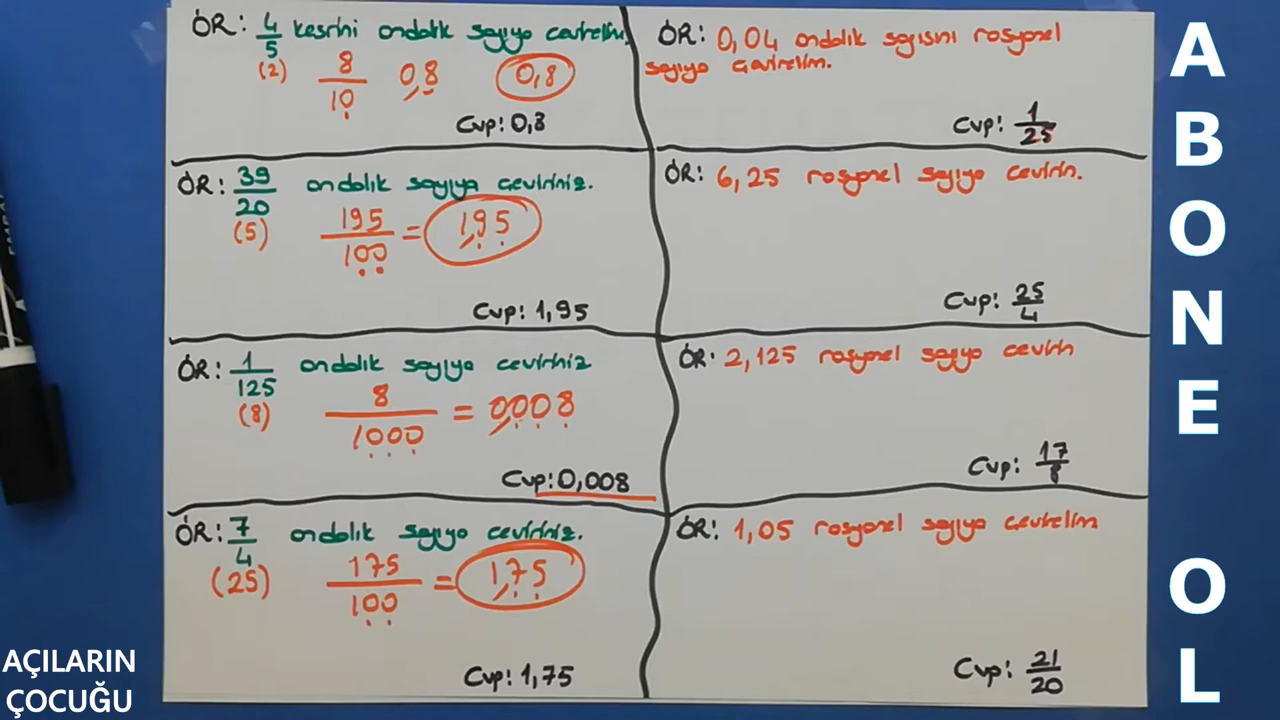 ÖR: 4/5 kesrini ondalık sayıya çevirelim.
(2) 8/10 0,8 0,8
Cvp: 0,8
ÖR: 39/20 ondalık sayıya çeviriniz.
(5) 195/100 = 1,95
Cvp: 1,95
ÖR: 1/125 ondalık sayıya çeviriniz
(8) 8/1000 = 0,008
Cvp: 0,008
ÖR: 7/4 ondalık sayıya çeviriniz.
(25) 175/100 = 1,75
Cvp: 1,75
ÖR: 0,04 ondalık sayısını rasyonel
sayıya çevirelim.
Cvp: 1/25
ÖR: 6,25 rasyonel sayıya çevirin.
Cvp: 25/4
ÖR: 2,125 rasyonel sayıya çevirin
Cvp: 17/8
ÖR: 1,05 rasyonel sayıya çevirelim
Cvp: 21/20
ABONE
OL
AÇILARIN
ÇOCUĞU